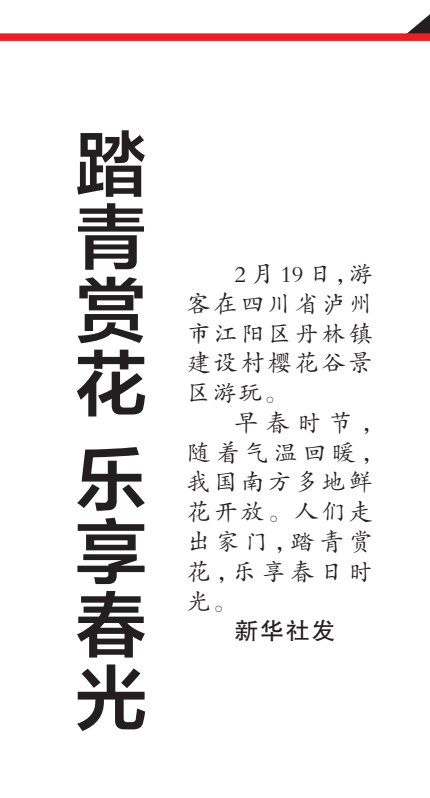 踏青赏花 乐享春光
2月19日,游
客在四川省泸州
市江阳区丹林镇
建设村樱花谷景
区游玩。
早春时节,
随着气温回暖,
我国南方多地鲜
花开放。人们走
出家门,踏青赏
花,乐享春日时
光。
新华社发